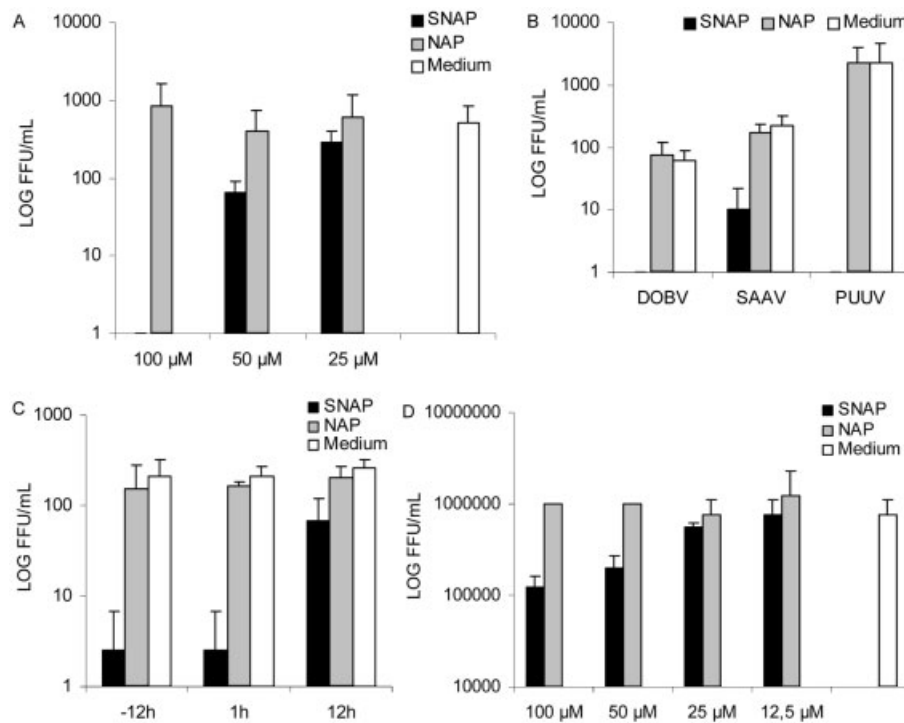 A
LOG FFU/mL
10000
1000
100
10
1
SNAP
NAP
Medium
100 µM 50 µM 25 µM
B
LOG FFU/mL
10000
1000
100
10
1
SNAP NAP Medium
DOBV SAAV PUUV
C
LOG FFU/mL
1000
100
10
1
SNAP
NAP
Medium
-12h 1h 12h
D
LOG FFU/mL
10000000
1000000
100000
10000
SNAP
NAP
Medium
100 µM 50 µM 25 µM 12,5 µM